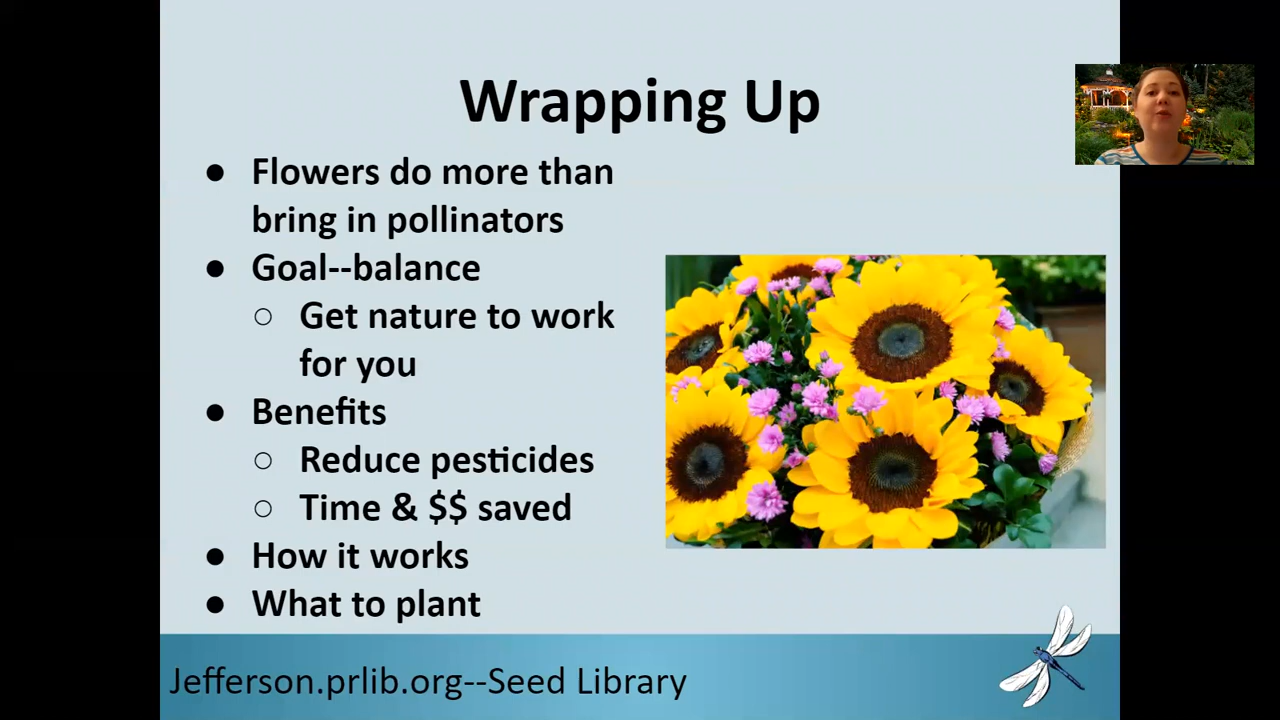 Wrapping Up
● Flowers do more than
bring in pollinators
● Goal--balance
○ Get nature to work
for you
● Benefits
○ Reduce pesticides
○ Time & $$ saved
● How it works
● What to plant
Jefferson.prlib.org--Seed Library